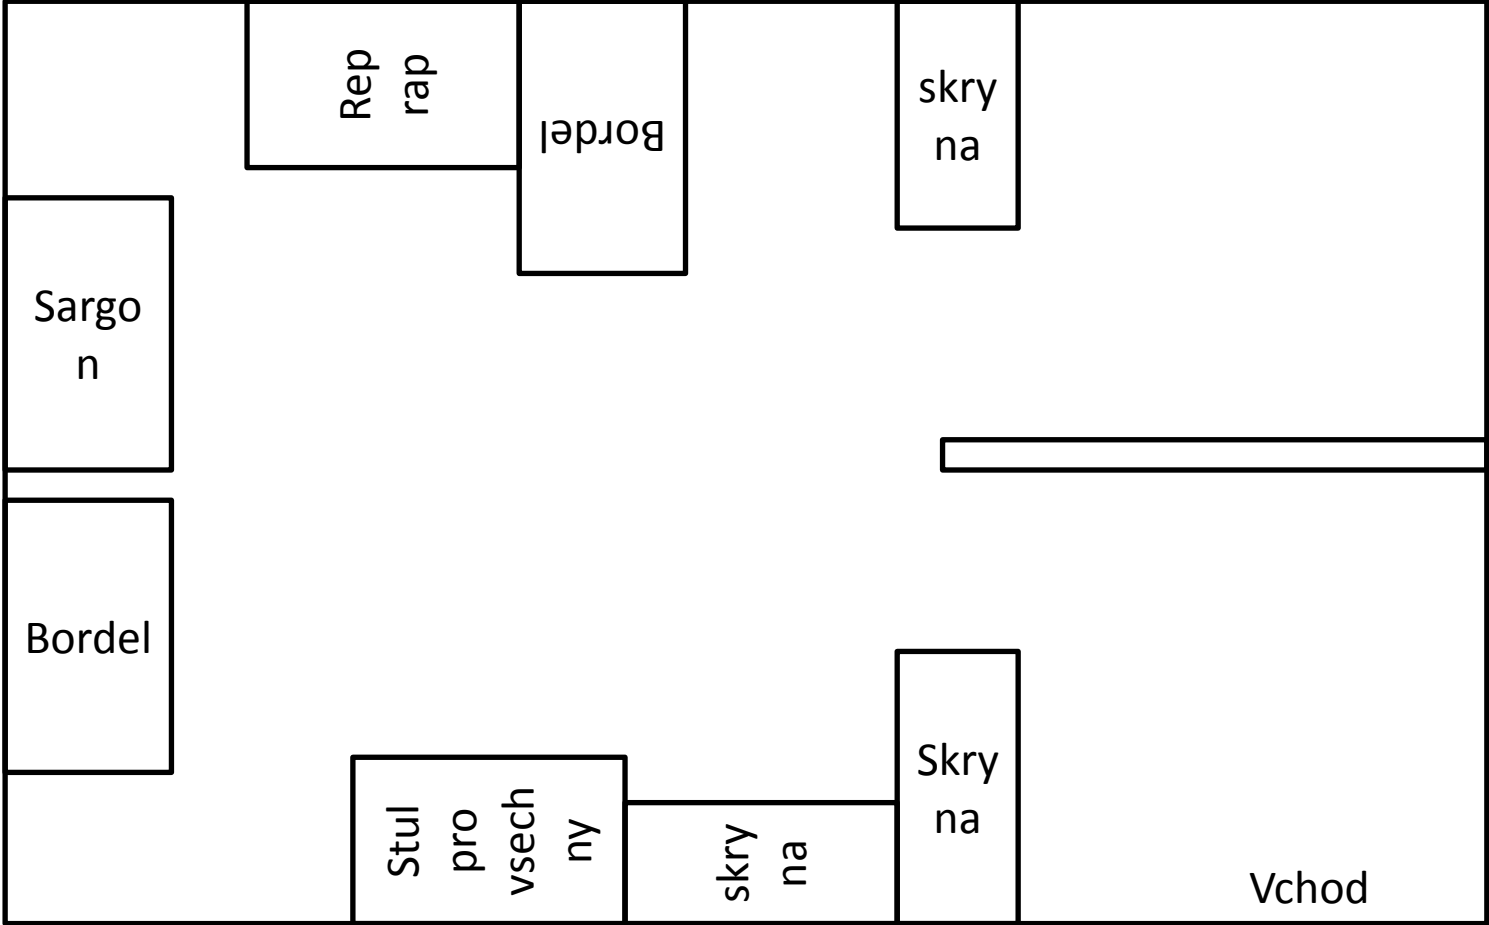 Rep
rap
Bordel
skry
na
Sargo
n
Bordel
Stul
pro
vsech
ny
skry
na
Skry
na
Vchod